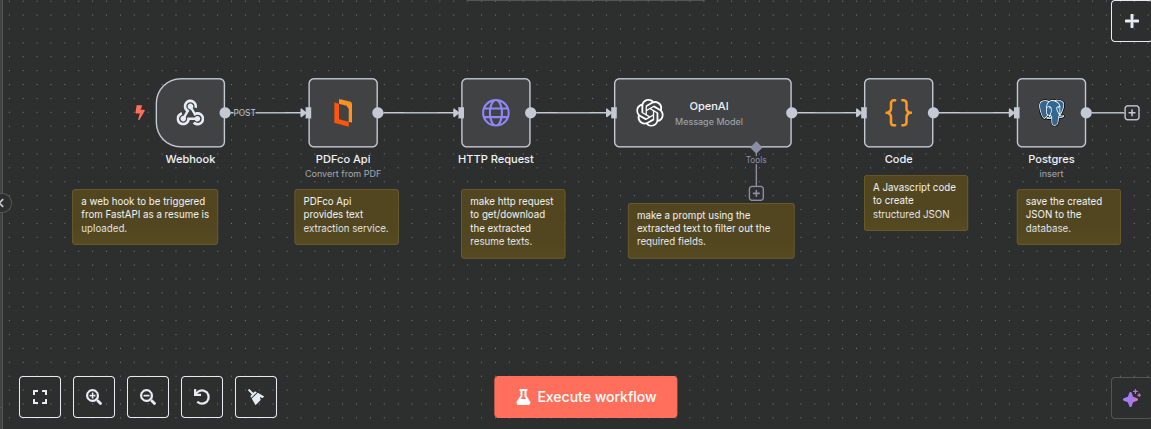 POST
OpenAI
Message Model
Tools
Webhook
PDFco Api
Convert from PDF
HTTP Request
Code
Postgres
insert
a web hook to be triggered
from FastAPI as a resume is
uploaded.
PDFco Api
provides text
extraction service.
make http request
to get/download
the extracted
resume texts.
make a prompt using the
extracted text to filter out the
required fields.
A Javascript code
to create
structured JSON
save the created
JSON to the
database.
Execute workflow